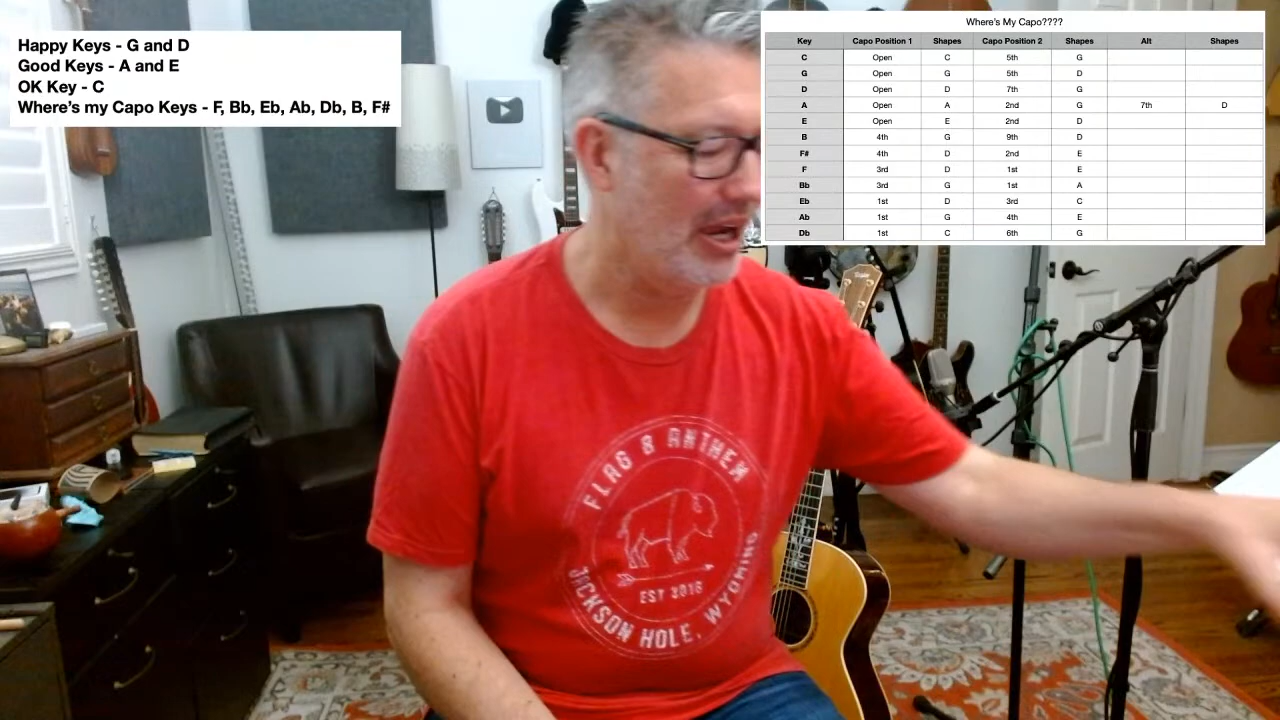 Happy Keys - G and D
Good Keys - A and E
OK Key - C
Where's my Capo Keys - F, Bb, Eb, Ab, Db, B, F#
Where's My Capo????
Key Capo Position 1 Shapes Capo Position 2 Shapes Alt Shapes
C Open C 5th G
G Open G 5th D
D Open D 7th G
A Open A 2nd G 7th D
E Open E 2nd D
B 4th G 9th D
F# 4th D 2nd E
F 3rd D 1st E
Bb 3rd G 1st A
Eb 1st D 3rd C
Ab 1st G 4th E
Db 1st C 6th G
FLAG & ANTHEM
EST 2016
JACKSON HOLE, WYOMING